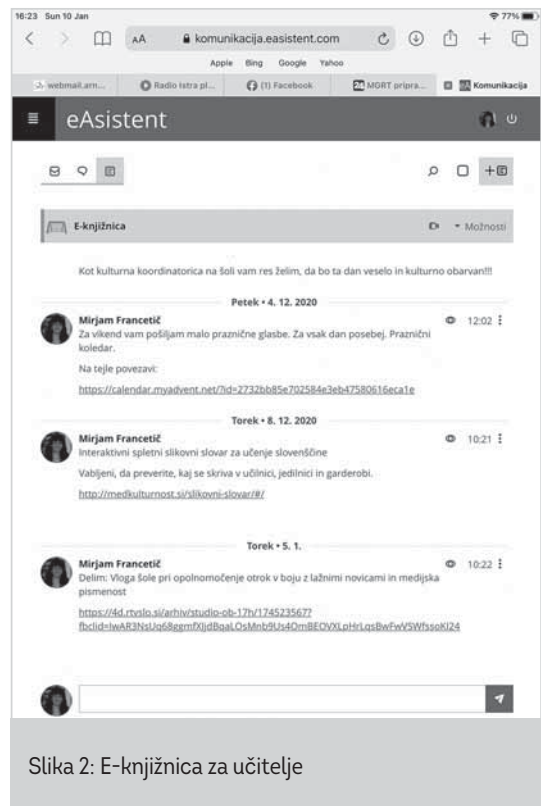 16:23 Sun 10 Jan 77%
AA komunikacija.easistent.com
Apple Bing Google Yahoo
webmail.arn... Radio Istra pl... (1) Facebook MORT pripra... Komunikacija
eAsistent
E-knjižnica Možnosti
Kot kulturna koordinatorica na šoli vam res želim, da bo ta dan veselo in kulturno obarvan!!!
Petek • 4. 12. 2020
Mirjam Francetič 12:02
Za vikend vam pošiljam malo praznične glasbe. Za vsak dan posebej. Praznični
koledar.
Na tejle povezavi:
https://calendar.myadvent.net/?id=2732bb85e702584e3eb47580616eca1e
Torek • 8. 12. 2020
Mirjam Francetič 10:21
Interaktivni spletni slikovni slovar za učenje slovenščine
Vabljeni, da preverite, kaj se skriva v učilnici, jedilnici in garderobi.
http://medkulturnost.si/slikovni-slovar/#/
Torek • 5. 1.
Mirjam Francetič 10:22
Delim: Vloga šole pri opolnomočenje otrok v boju z lažnimi novicami in medijska
pismenost
https://4d.rtvslo.si/arhiv/studio-ob-17h/174523567?
Slika 2: E-knjižnica za učitelje